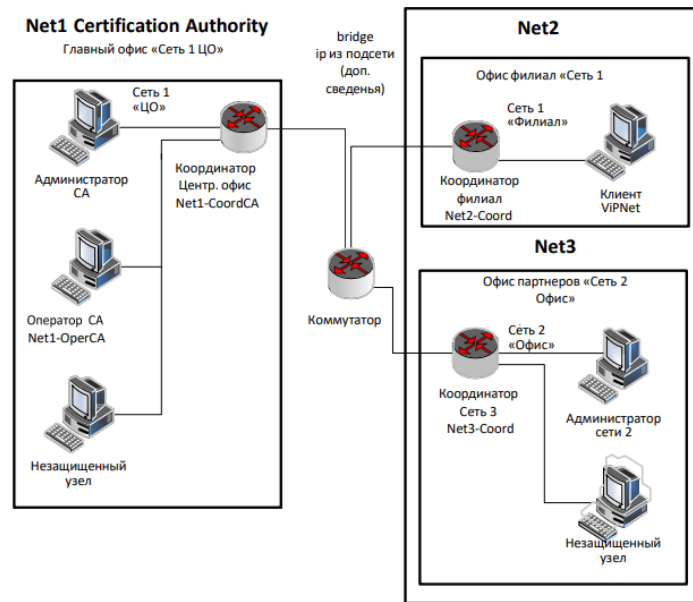 Net1 Certification Authority
Главный офис «Сеть 1 ЦО»
Сеть 1
«ЦО»
Администратор
CA
Координатор
Центр. офис
Net1-CoordCA
Оператор CA
Net1-OperCA
Незащищенный
узел
bridge
ip из подсети
(доп.
сведенья)
Коммутатор
Net2
Офис филиал «Сеть 1
Сеть 1
«Филиал»
Координатор
филиал
Net2-Coord
Клиент
ViPNet
Net3
Офис партнеров «Сеть 2
Офис»
Сеть 2
«Офис»
Координатор
Сеть 3
Net3-Coord
Администратор
сети 2
Незащищенный
узел